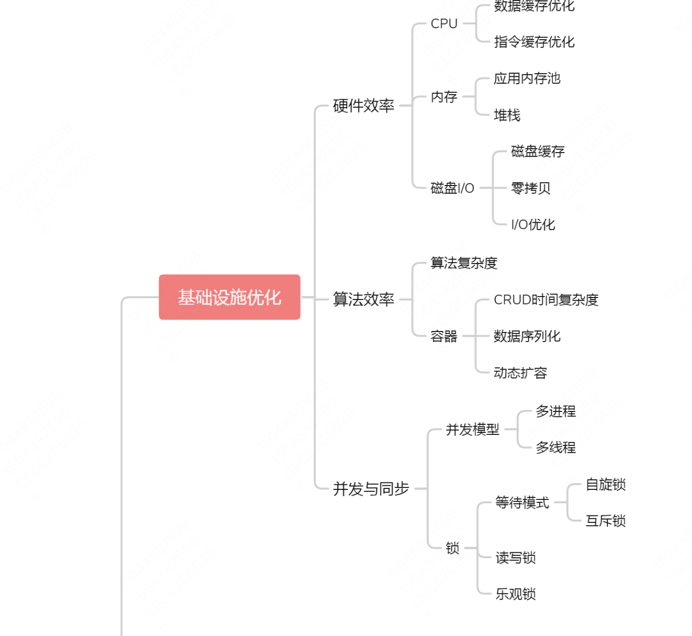 基础设施优化
硬件效率
CPU
数据缓存优化
指令缓存优化
内存
应用内存池
堆栈
磁盘I/O
磁盘缓存
零拷贝
I/O优化
算法效率
算法复杂度
容器
CRUD时间复杂度
数据序列化
动态扩容
并发与同步
并发模型
多进程
多线程
锁
等待模式
自旋锁
互斥锁
读写锁
乐观锁